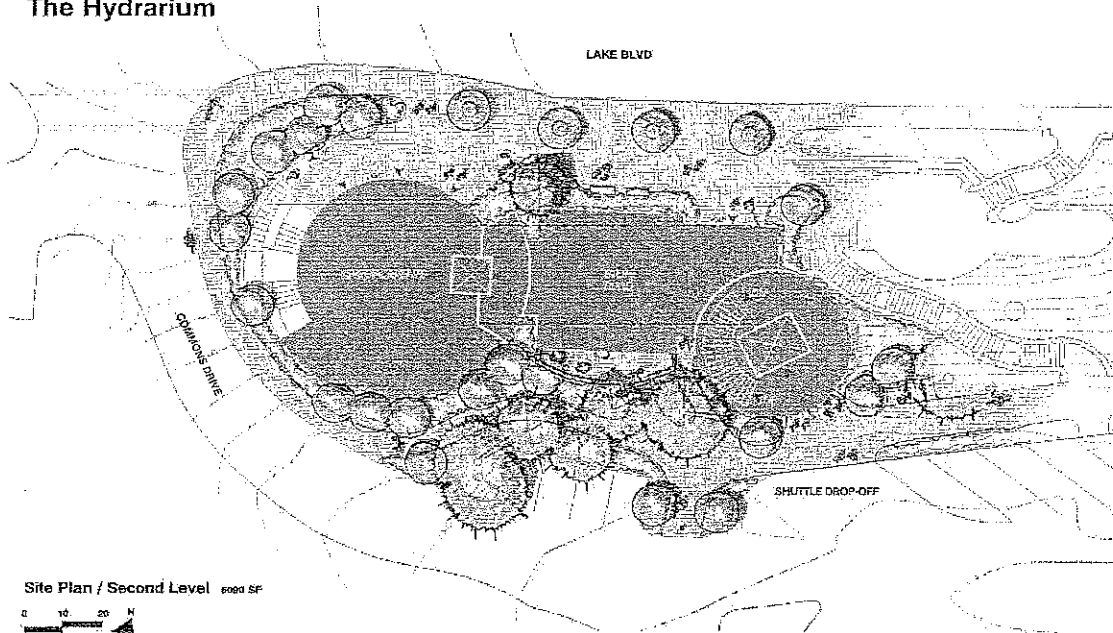 The Hydrarium
LAKE BLVD
COMMONS DRIVE
SHUTTLE DROP-OFF
Site Plan / Second Level
0 10 20 N